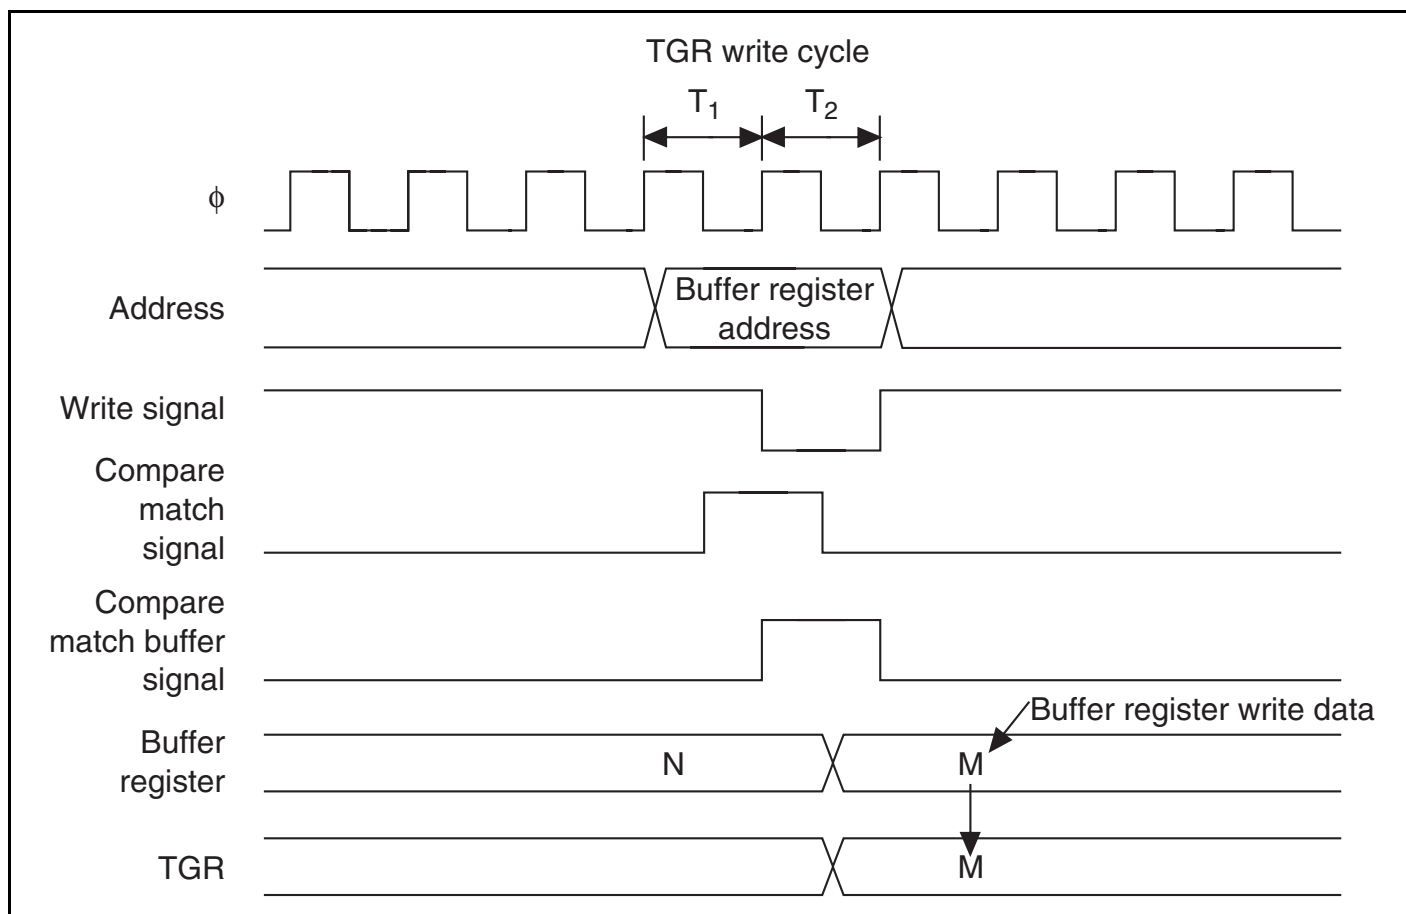 TGR write cycle
T1 T2
ϕ
Address
Buffer register
address
Write signal
Compare
match
signal
Compare
match buffer
signal
Buffer register write data
Buffer
register
N M
TGR
M